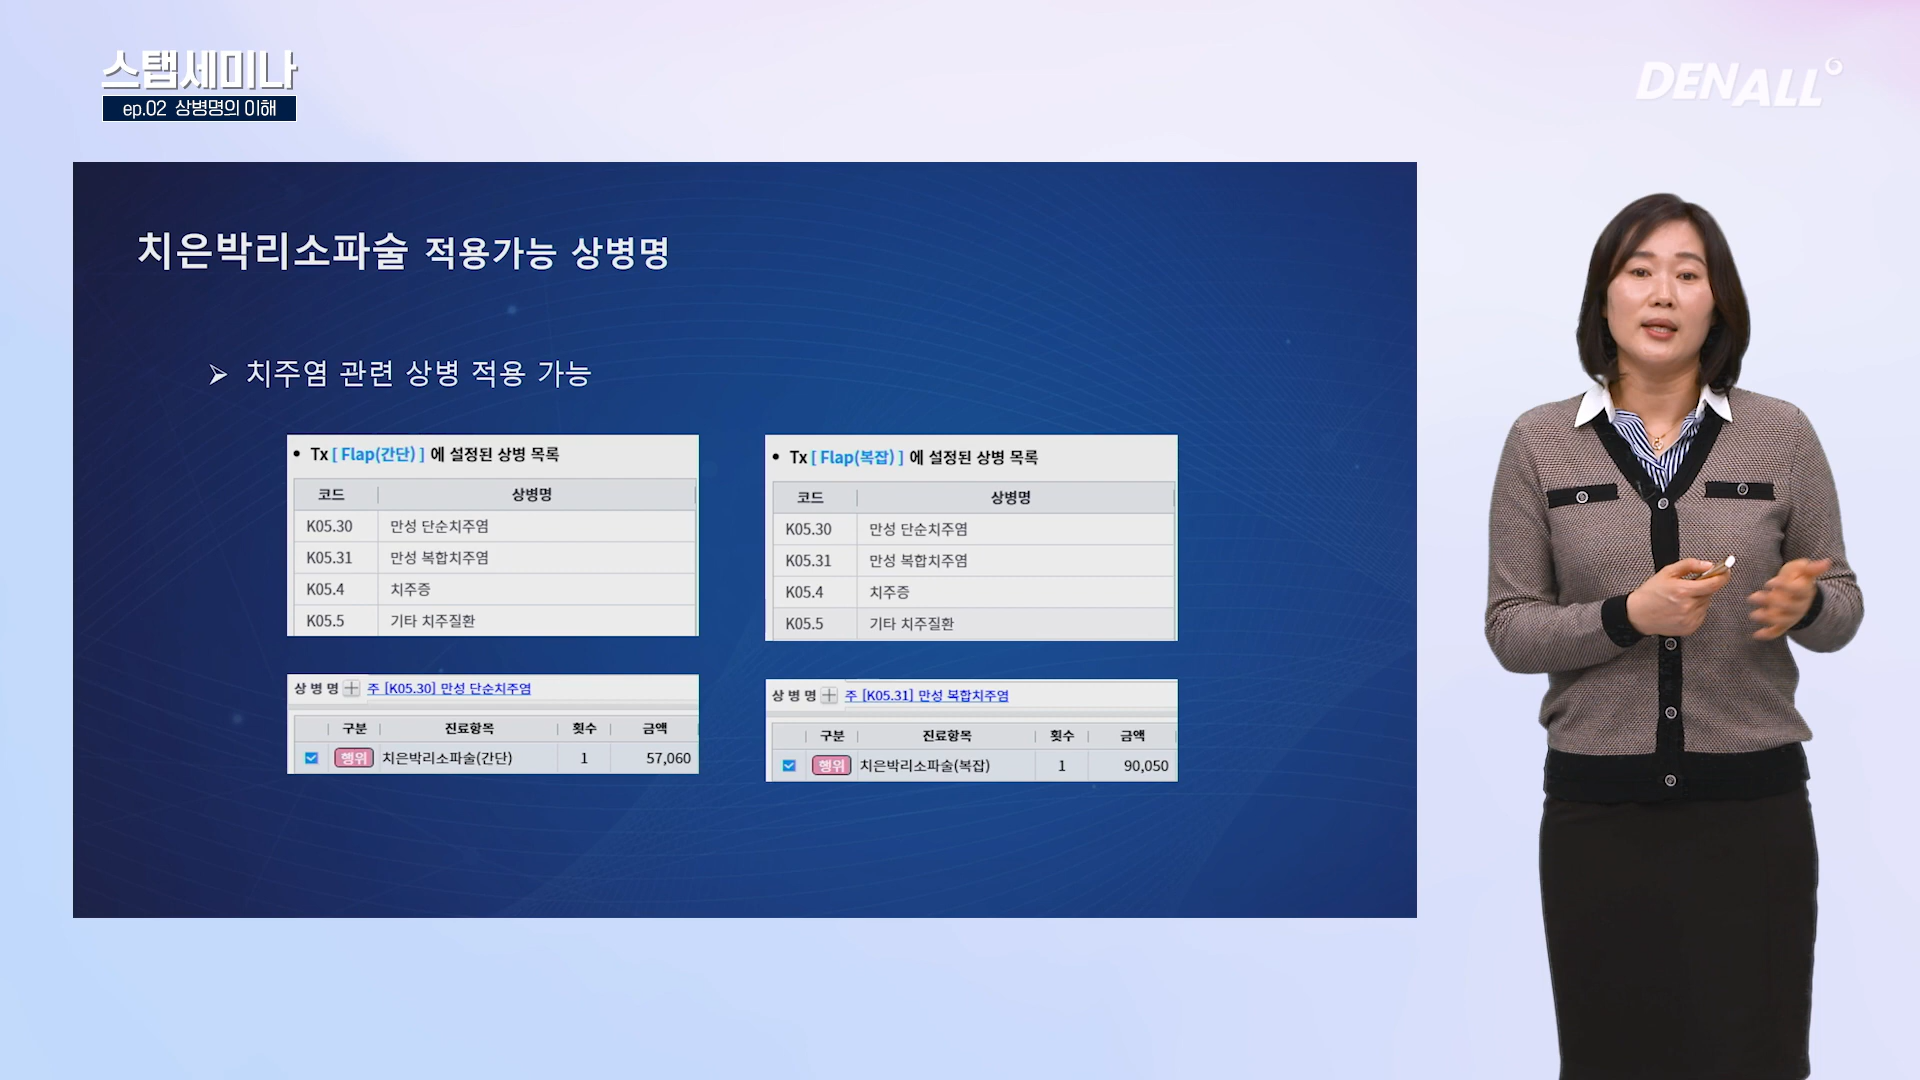 스탭세미나
ep.02 상병명의 이해
DENALL
치은박리소파술 적용가능 상병명
➢ 치주염 관련 상병 적용 가능
• Tx [ Flap(간단) ] 에 설정된 상병 목록
코드 상병명
K05.30 만성 단순치주염
K05.31 만성 복합치주염
K05.4 치주증
K05.5 기타 치주질환
상 병 명 주 [K05.30] 만성 단순치주염
구분 진료항목 횟수 금액
행위 치은박리소파술(간단) 1 57,060
• Tx [ Flap(복잡) ] 에 설정된 상병 목록
코드 상병명
K05.30 만성 단순치주염
K05.31 만성 복합치주염
K05.4 치주증
K05.5 기타 치주질환
상 병 명 주 [K05.31] 만성 복합치주염
구분 진료항목 횟수 금액
행위 치은박리소파술(복잡) 1 90,050